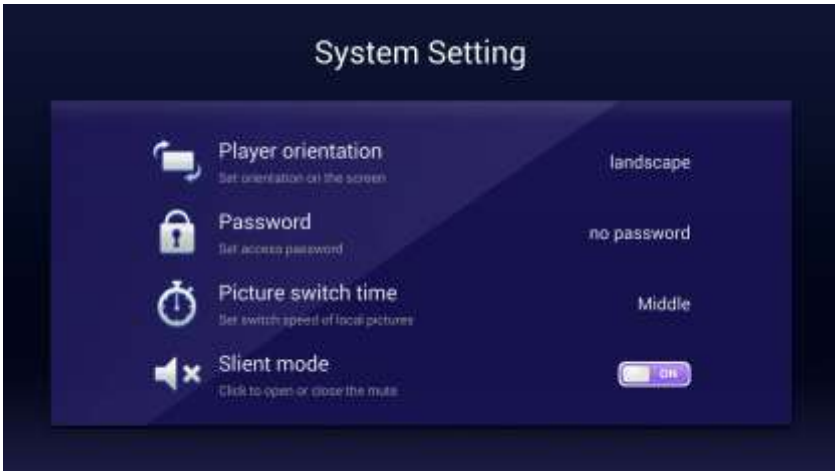 System Setting
Player orientation
landscape
Set orientation on the screen
Password
no password
Set access password
Picture switch time
Middle
Set switch speed of local pictures
Slient mode
ON
Click to open or close the mute